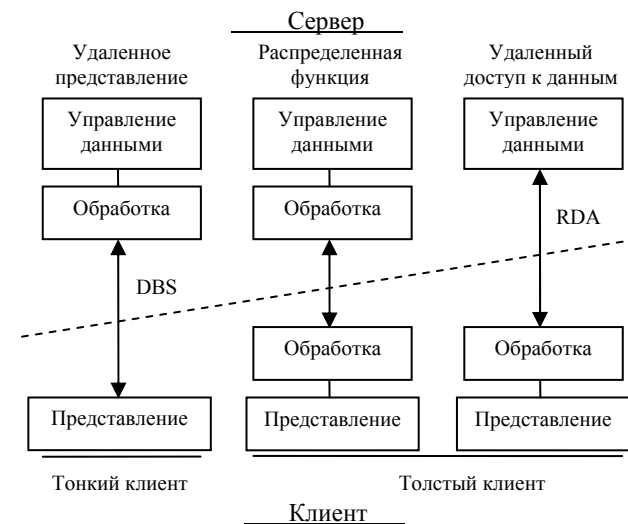 Сервер
Удаленное
представление
Распределенная
функция
Удаленный
доступ к данным
Управление
данными
Управление
данными
Управление
данными
Обработка
Обработка
RDA
DBS
Обработка
Обработка
Представление
Представление
Представление
Тонкий клиент
Толстый клиент
Клиент